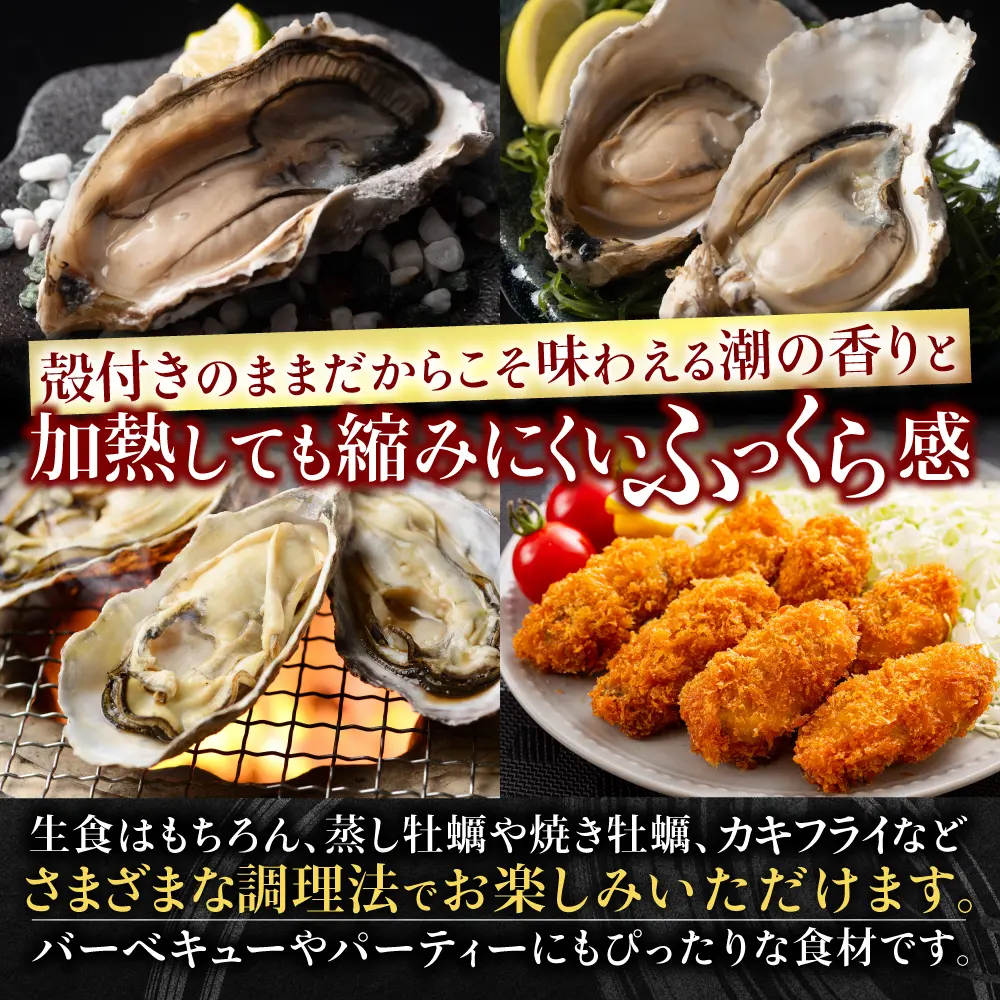 殻付きのままだからこそ味わえる潮の香りと
加熱しても縮みにくいふっくら感
生食はもちろん、蒸し牡蠣や焼き牡蠣、カキフライなど
さまざまな調理法でお楽しみいただけます。
バーベキューやパーティーにもぴったりな食材です。